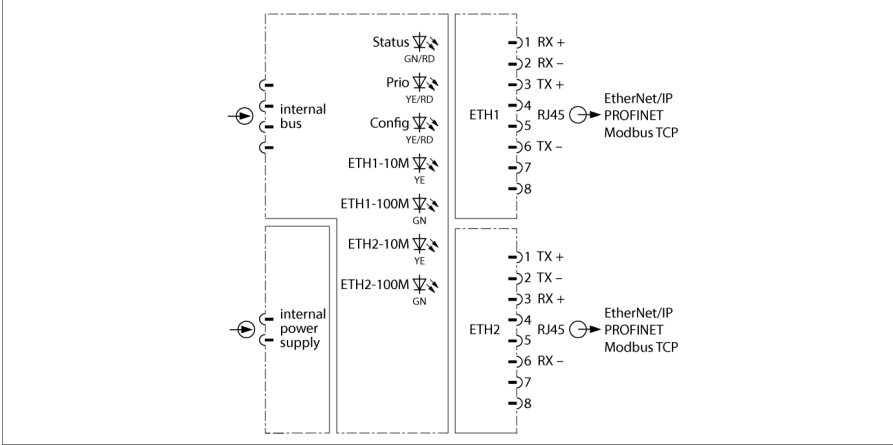 Status
GN/RD
Prio
YE/RD
Config
YE/RD
ETH1-10M
YE
ETH1-100M
GN
ETH2-10M
YE
ETH2-100M
GN
internal
bus
internal
power
supply
ETH1
1 RX +
2 RX –
3 TX +
4
5
6 TX –
7
8
RJ45
EtherNet/IP
PROFINET
Modbus TCP
ETH2
1 TX +
2 TX –
3 RX +
4
5
6 RX –
7
8
RJ45
EtherNet/IP
PROFINET
Modbus TCP